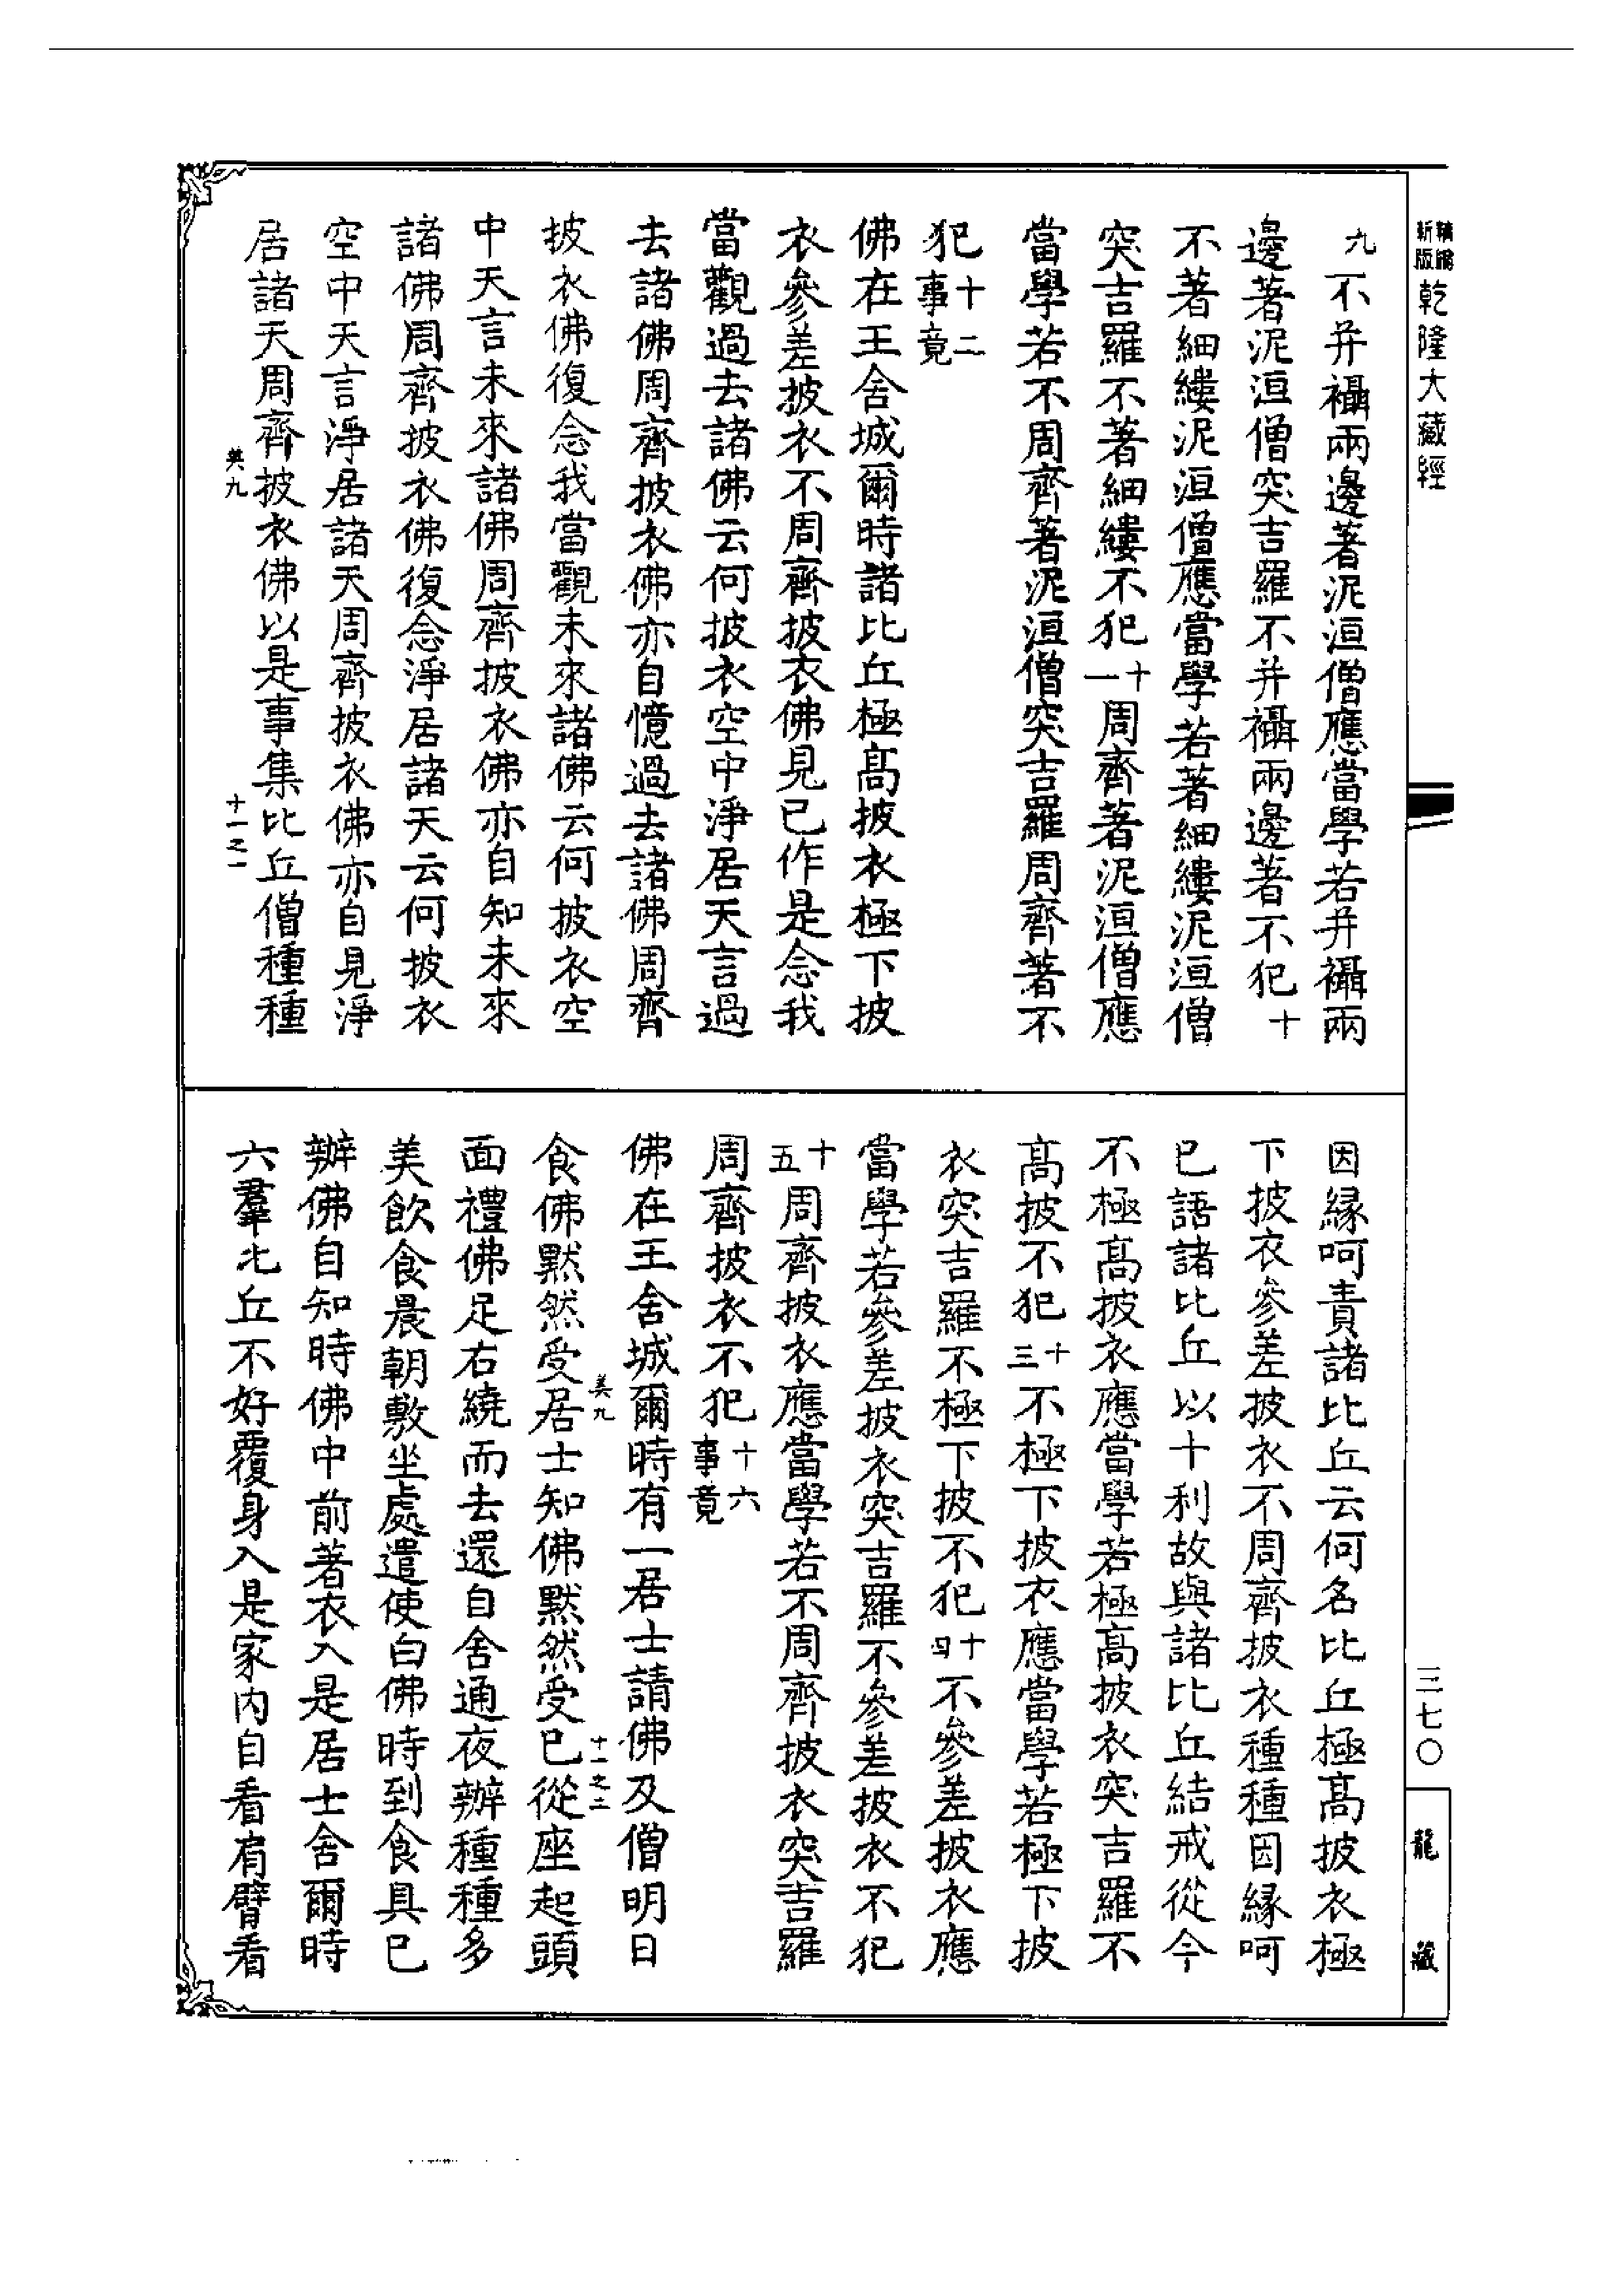 精編新版乾隆大藏經
九不并襵兩邊著泥洹僧應當學若并襵兩
邊著泥洹僧突吉羅不并襵兩邊著不犯十
不著細縷泥洹僧應當學若著細縷泥洹僧
突吉羅不著細縷不犯十一周齊著泥洹僧應
當學若不周齊著泥洹僧突吉羅周齊著不
犯十二事竟
佛在王舍城爾時諸比丘極高披衣極下披
衣參差披衣不周齊披衣佛見已作是念我
當觀過去諸佛云何披衣空中淨居天言過
去諸佛周齊披衣佛亦自憶過去諸佛周齊
披衣佛復念我當觀未來諸佛云何披衣空
中天言未來諸佛周齊披衣佛亦自知未來
諸佛周齊披衣佛復念淨居諸天云何披衣
空中天言淨居諸天周齊披衣佛亦自見淨
居諸天周齊披衣佛以是事集比丘僧種種
美九
十一之一
因緣呵責諸比丘云何名比丘極高披衣極
下披衣參差披衣不周齊披衣種種因緣呵
已語諸比丘以十利故與諸比丘結戒從今
不極高披衣應當學若極高披衣突吉羅不
高披不犯十三不極下披衣應當學若極下披
衣突吉羅不極下披不犯十四不參差披衣應
當學若參差披衣突吉羅不參差披衣不犯
十五周齊披衣應當學若不周齊披衣突吉羅
周齊披衣不犯十六事竟
佛在王舍城爾時有一居士請佛及僧明日
美九
十一之二
食佛默然受居士知佛默然受已從座起頭
面禮佛足右繞而去還自舍通夜辦種種多
美飲食晨朝敷坐處遣使白佛時到食具已
辦佛自知時佛中前著衣入是居士舍爾時
六羣比丘不好覆身入是家內自看肩臂看
三七〇
龍藏